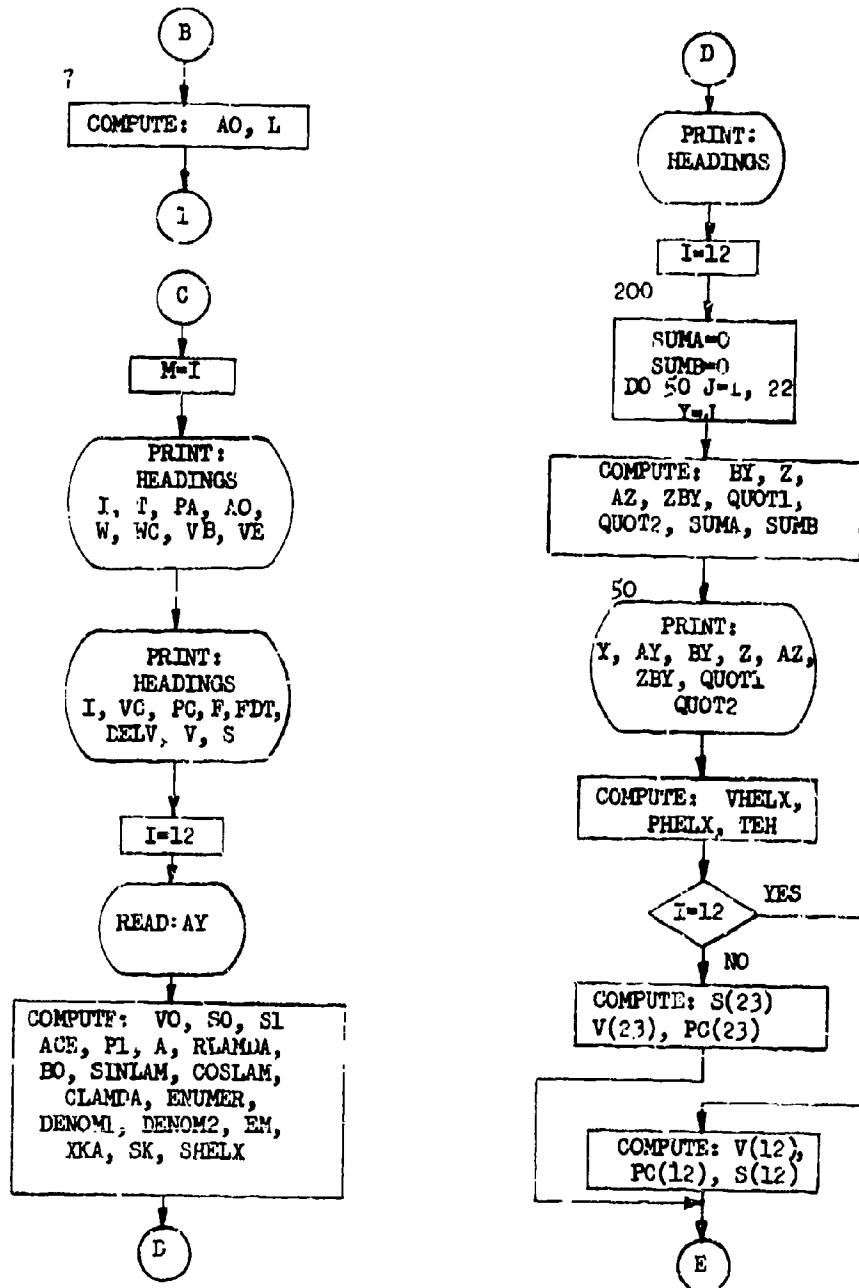 B
7
COMPUTE: AO, L
1
C
M=I
PRINT:
HEADINGS
I, T, PA, AO,
W, WC, VB, VE
PRINT:
HEADINGS
I, VC, PC, F, FDT,
DELV, V, S
I=12
READ: AY
COMPUTE: VO, SO, S1
ACE, P1, A, RLAMDA,
BO, SINLAM, COSLAM,
CLAMDA, ENUMER,
DENOM1, DENOM2, EM,
XKA, SK, SHELX
D
D
PRINT:
HEADINGS
I=12
200
SUMA=0
SUMB=0
DO 50 J=1, 22
Y=J
COMPUTE: BY, Z,
AZ, ZBY, QUOT1,
QUOT2, SUMA, SUMB
50
PRINT:
Y, AY, BY, Z, AZ,
ZBY, QUOT1
QUOT2
COMPUTE: VHELX,
PHELX, TEH
I=12
YES
NO
COMPUTE: S(23)
V(23), PC(23)
COMPUTE: V(12),
PC(12), S(12)
E